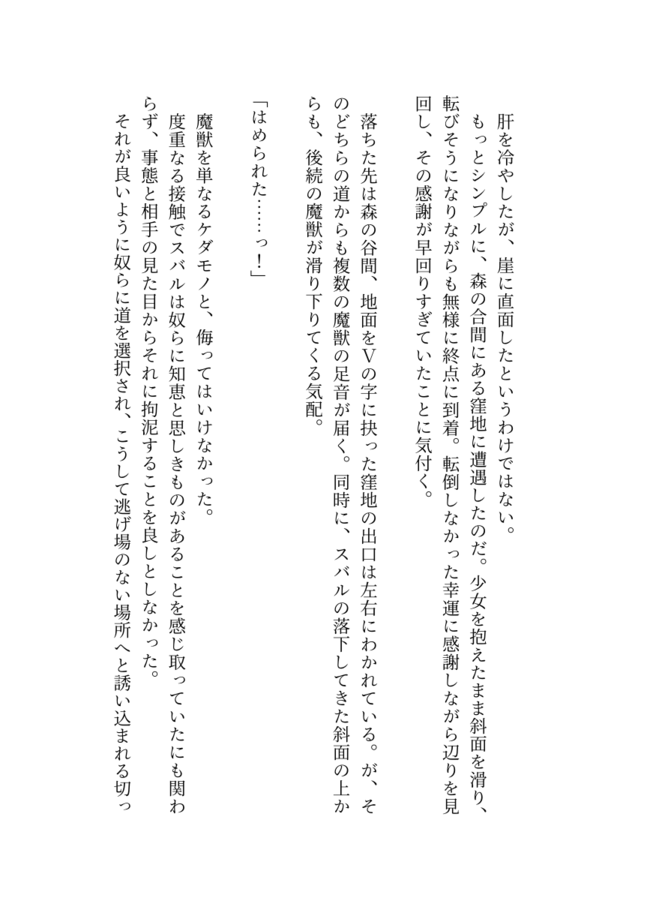 肝を冷やしたが、崖に直面したというわけではない。
もっとシンプルに、森の合間にある窪地に遭遇したのだ。少女を抱えたまま斜面を滑り、
転びそうになりながらも無様に終点に到着。転倒しなかった幸運に感謝しながら辺りを見
回し、その感謝が早回りすぎていたことに気付く。
落ちた先は森の谷間、地面をＶの字に抉った窪地の出口は左右にわかれている。が、そ
のどちらの道からも複数の魔獣の足音が届く。同時に、スバルの落下してきた斜面の上か
らも、後続の魔獣が滑り下りてくる気配。
「はめられた……っ！」
魔獣を単なるケダモノと、侮ってはいけなかった。
度重なる接触でスバルは奴らに知恵と思しきものがあることを感じ取っていたにも関わ
らず、事態と相手の見た目からそれに拘泥することを良しとしなかった。
それが良いように奴らに道を選択され、こうして逃げ場のない場所へと誘い込まれる切っ